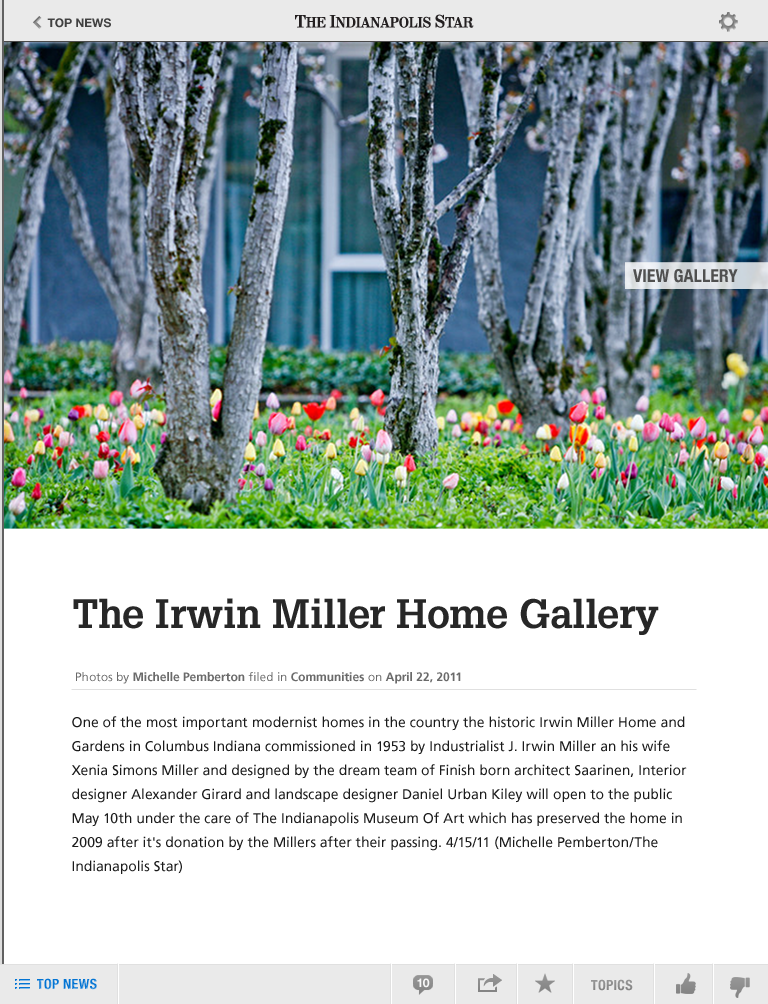 TOP NEWS
THE INDIANAPOLIS STAR
VIEW GALLERY
The Irwin Miller Home Gallery
Photos by Michelle Pemberton filed in Communities on April 22, 2011
One of the most important modernist homes in the country the historic Irwin Miller Home and
Gardens in Columbus Indiana commissioned in 1953 by Industrialist J. Irwin Miller an his wife
Xenia Simons Miller and designed by the dream team of Finish born architect Saarinen, Interior
designer Alexander Girard and landscape designer Daniel Urban Kiley will open to the public
May 10th under the care of The Indianapolis Museum Of Art which has preserved the home in
2009 after it's donation by the Millers after their passing. 4/15/11 (Michelle Pemberton/The
Indianapolis Star)
TOP NEWS
10
TOPICS